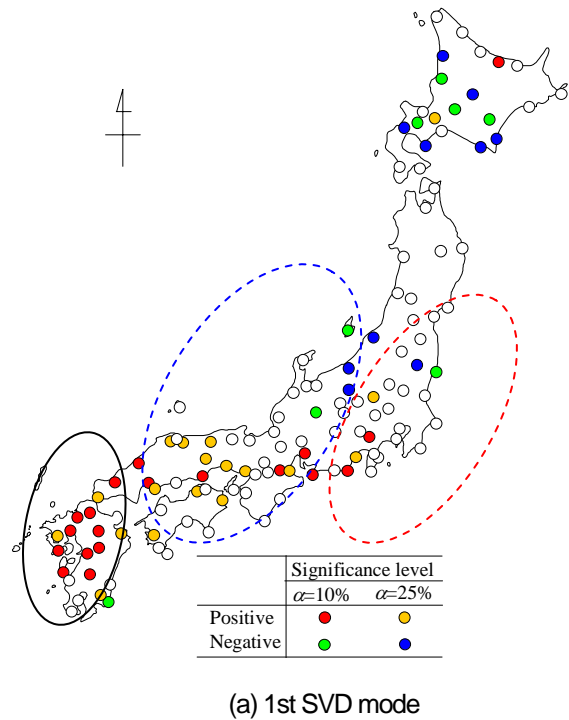 Significance level
α=10% α=25%
Positive
Negative
(a) 1st SVD mode